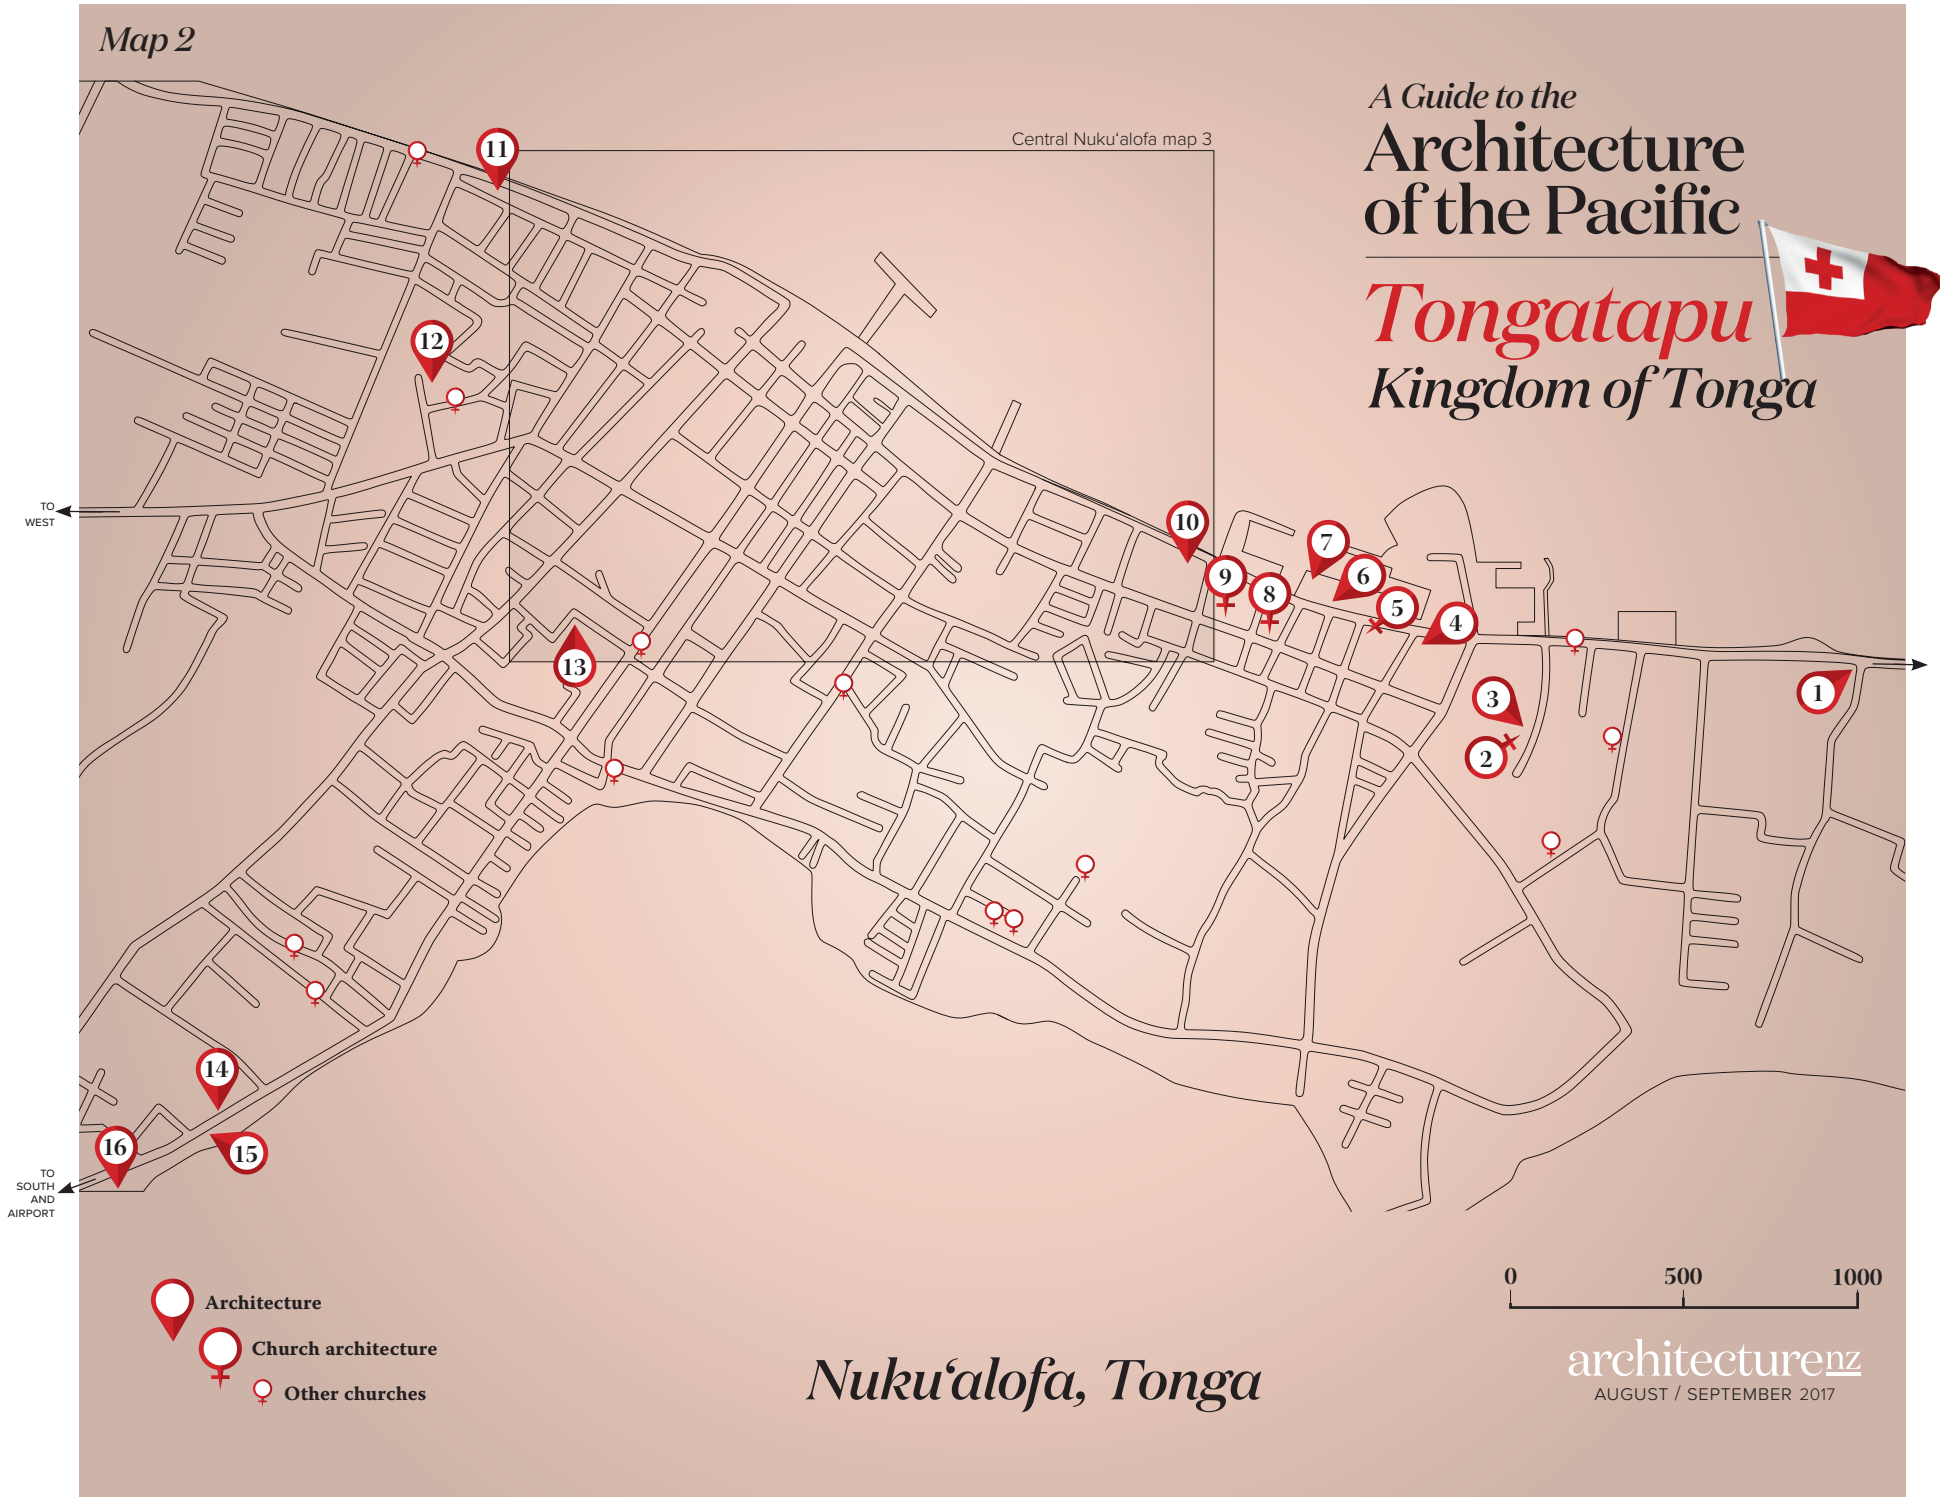 Map 2
A Guide to the
Architecture
of the Pacific
Tongatapu
Kingdom of Tonga
Central Nuku‘alofa map 3
11
12
TO
WEST
10
9
8
7
6
5
4
3
2
1
13
14
15
16
TO
SOUTH
AND
AIRPORT
Architecture
Church architecture
Other churches
Nuku‘alofa, Tonga
0 500 1000
architecturenz
AUGUST / SEPTEMBER 2017